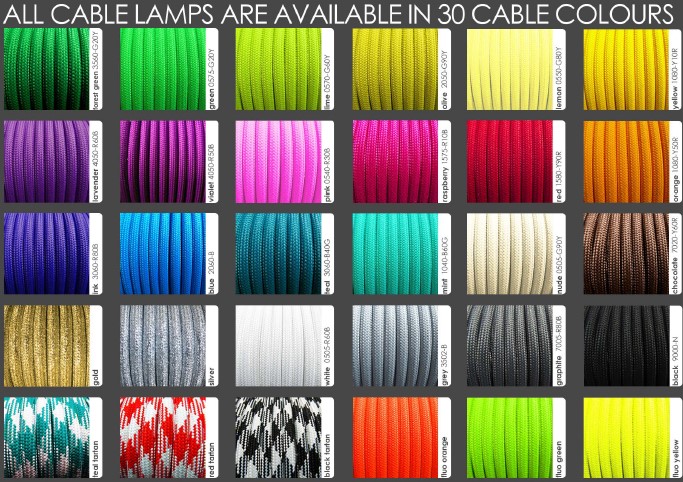 ALL CABLE LAMPS ARE AVAILABLE IN 30 CABLE COLOURS
forest green 3560-G20Y
green 0575-G20Y
lime 0570-G60Y
olive 2050-G90Y
lemon 0550-G80Y
yellow 1080-Y10R
lavender 4050-R60B
violet 4050-R50B
pink 0540-R30B
raspberry 1575-R10B
red 1580-Y90R
orange 1080-Y50R
ink 3060-R80B
blue 2060-B
teal 3060-B40G
mint 1040-B60G
nude 0505-G90Y
chocolate 7020-Y60R
gold
silver
white 0505-R60B
grey 3502-B
graphite 7005-R80B
black 9000-N
teal tartan
red tartan
black tartan
fluo orange
fluo green
fluo yellow